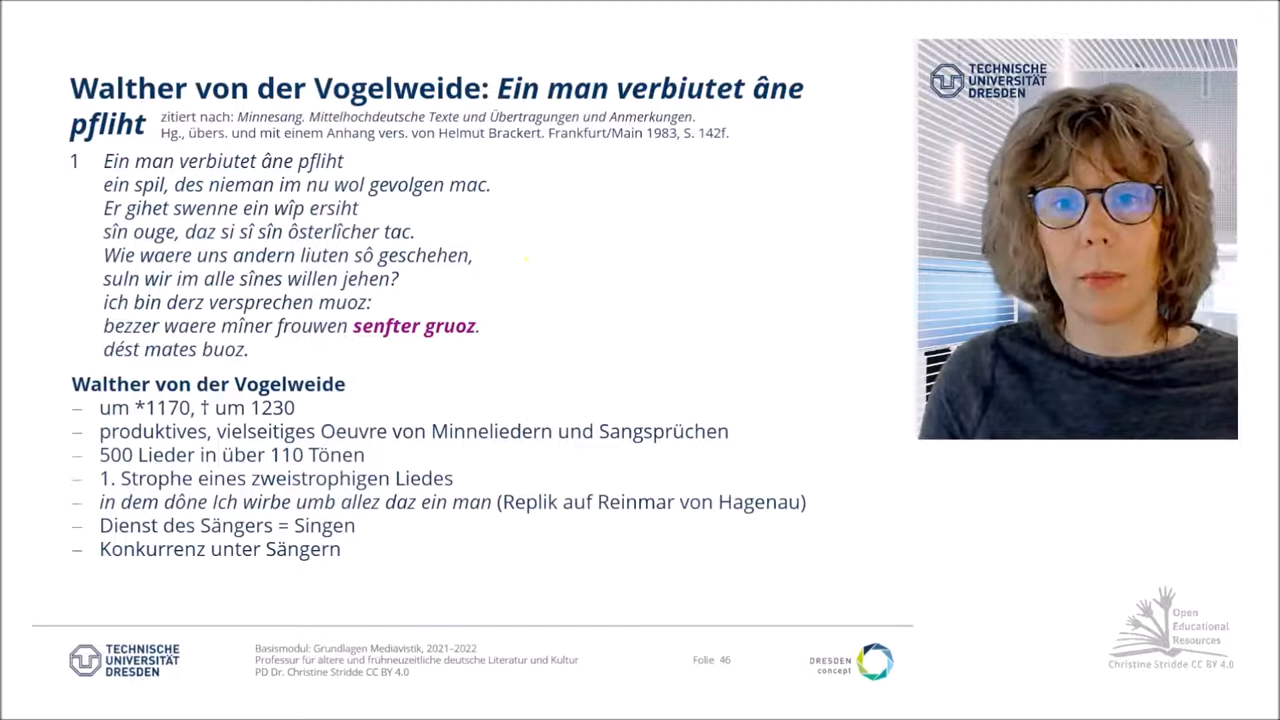 Walther von der Vogelweide: Ein man verbiutet âne
pfliht
zitiert nach: Minnesang. Mittelhochdeutsche Texte und Übertragungen und Anmerkungen.
Hg., übers. und mit einem Anhang vers. von Helmut Brackert. Frankfurt/Main 1983, S. 142f.
1 Ein man verbiutet âne pfliht
ein spil, des nieman im nu wol gevolgen mac.
Er gihet swenne ein wîp ersiht
sîn ouge, daz si sî sîn ôsterlîcher tac.
Wie waere uns andern liuten sô geschehen,
suln wir im alle sînes willen jehen?
ich bin derz versprechen muoz:
bezzer waere mîner frouwen senfter gruoz.
dést mates buoz.
Walther von der Vogelweide
– um *1170, † um 1230
– produktives, vielseitiges Oeuvre von Minneliedern und Sangsprüchen
– 500 Lieder in über 110 Tönen
– 1. Strophe eines zweistrophigen Liedes
– in dem dône Ich wirbe umb allez daz ein man (Replik auf Reinmar von Hagenau)
– Dienst des Sängers = Singen
– Konkurrenz unter Sängern
TECHNISCHE
UNIVERSITÄT
DRESDEN
Basismodul: Grundlagen Mediavistik, 2021–2022
Professur für ältere und frühneuzeitliche deutsche Literatur und Kultur
PD Dr. Christine Stridde CC BY 4.0
Folie 46
DRESDEN
concept
TECHNISCHE
UNIVERSITÄT
DRESDEN
Open
Educational
Resources
Christine Stridde CC BY 4.0